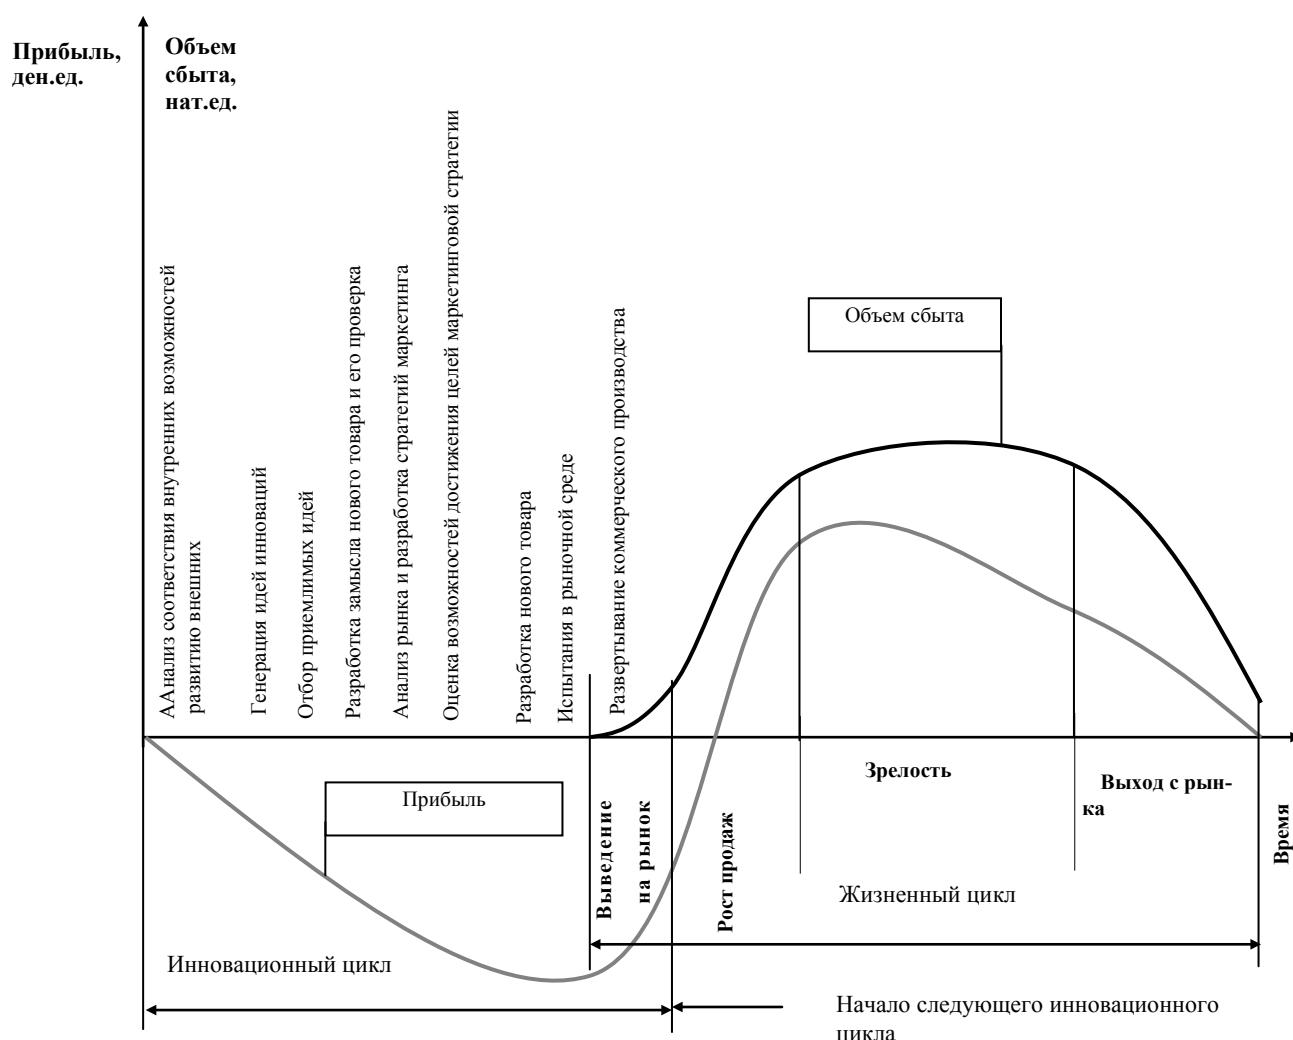 Прибыль,
ден.ед.
Объем
сбыта,
нат.ед.
ААнализ соответствия внутренних возможностей
развитию внешних
Генерация идей инноваций
Отбор приемлимых идей
Разработка замысла нового товара и его проверка
Анализ рынка и разработка стратегий маркетинга
Оценка возможностей достижения целей маркетинговой стратегии
Разработка нового товара
Испытания в рыночной среде
Развертывание коммерческого производства
Объем сбыта
Прибыль
Выведение
на рынок
Рост продаж
Зрелость
Выход с рын-
ка
Время
Жизненный цикл
Инновационный цикл
Начало следующего инновационного
цикла